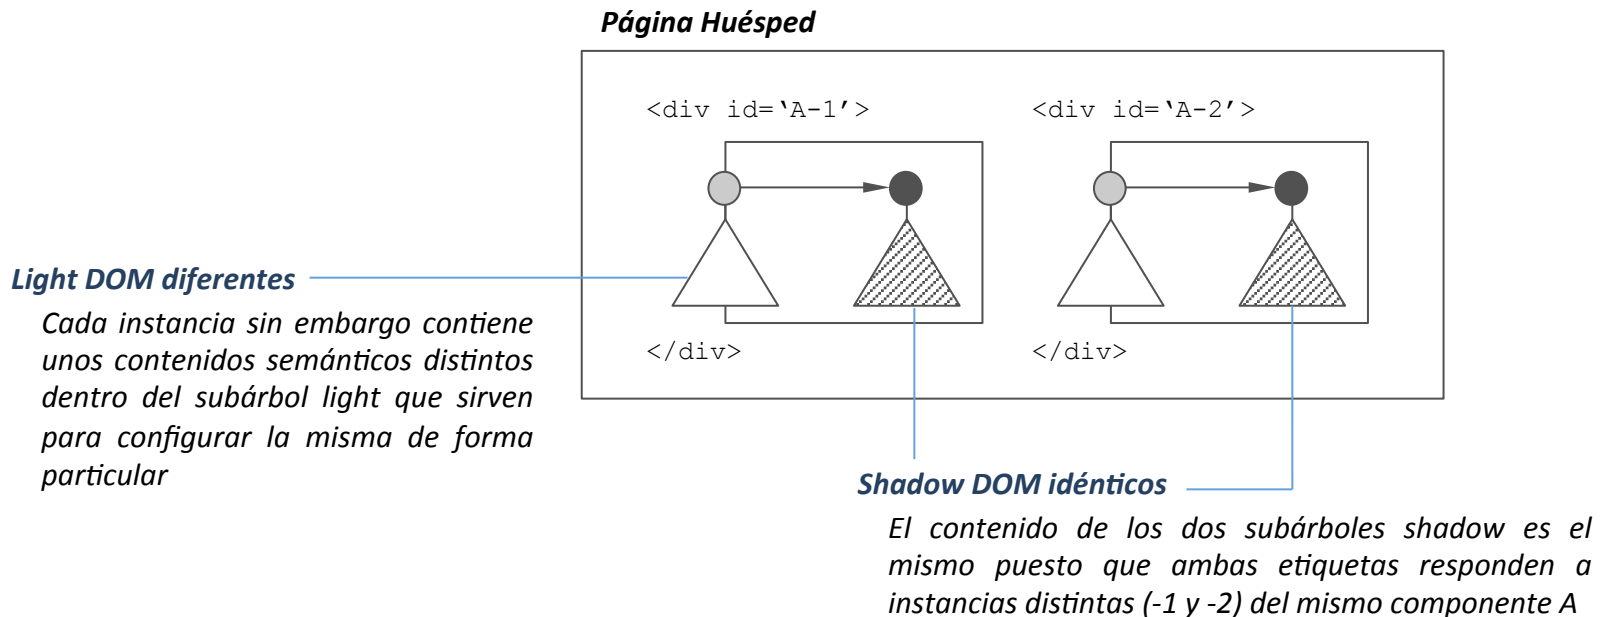 Página Huésped
<div id=‘A-1’>
<div id=‘A-2’>
</div>
</div>
Light DOM diferentes
Cada instancia sin embargo contiene
unos contenidos semánticos distintos
dentro del subárbol light que sirven
para configurar la misma de forma
particular
Shadow DOM idénticos
El contenido de los dos subárboles shadow es el
mismo puesto que ambas etiquetas responden a
instancias distintas (-1 y -2) del mismo componente A